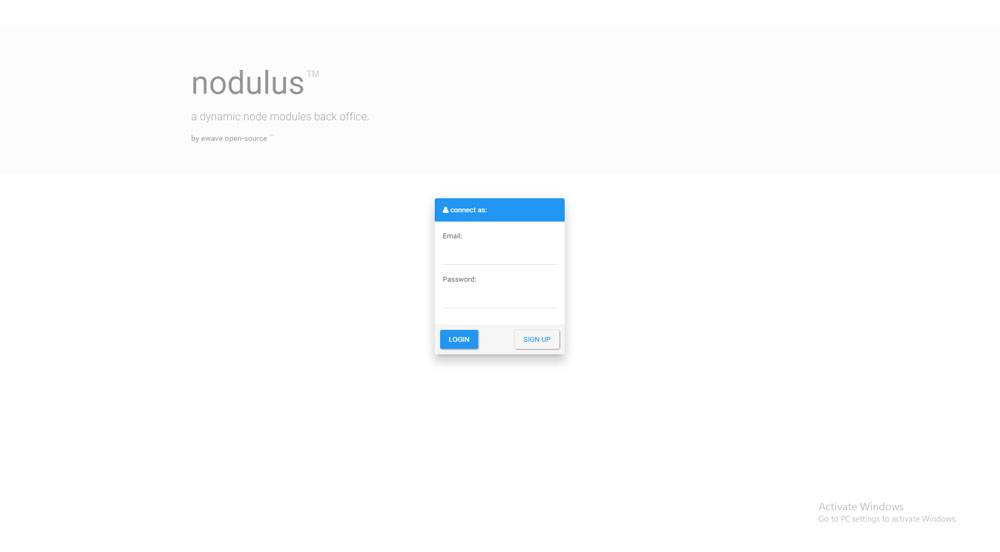 nodulus™
a dynamic node modules back office.
by ewave open-source ™
connect as:
Email:
Password:
LOGIN
SIGN UP
Activate Windows
Go to PC settings to activate Windows.